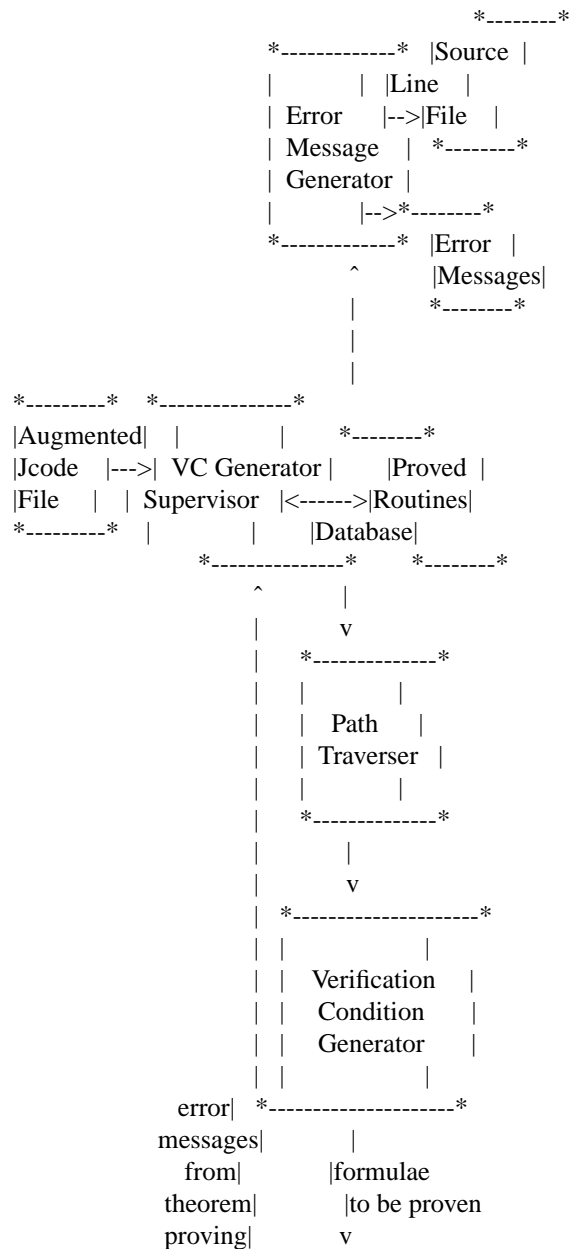 *--------*
*-------------* |Source |
| | |Line |
| Error |-->|File |
| Message | *--------*
| Generator |
| |-->*--------*
*-------------* |Error |
^ |Messages|
| *--------*
|
|
*---------* *---------------*
|Augmented| | | *--------*
|Jcode |--->| VC Generator | |Proved |
|File | | Supervisor |<------>|Routines|
*---------* | | |Database|
*---------------* *--------*
^ |
| v
| *--------------*
| | |
| | Path |
| | Traverser |
| | |
| *--------------*
| |
| v
| *---------------------*
| | |
| | Verification |
| | Condition |
| | Generator |
| | |
error| *---------------------*
messages| |
from| |formulae
theorem| |to be proven
proving| v